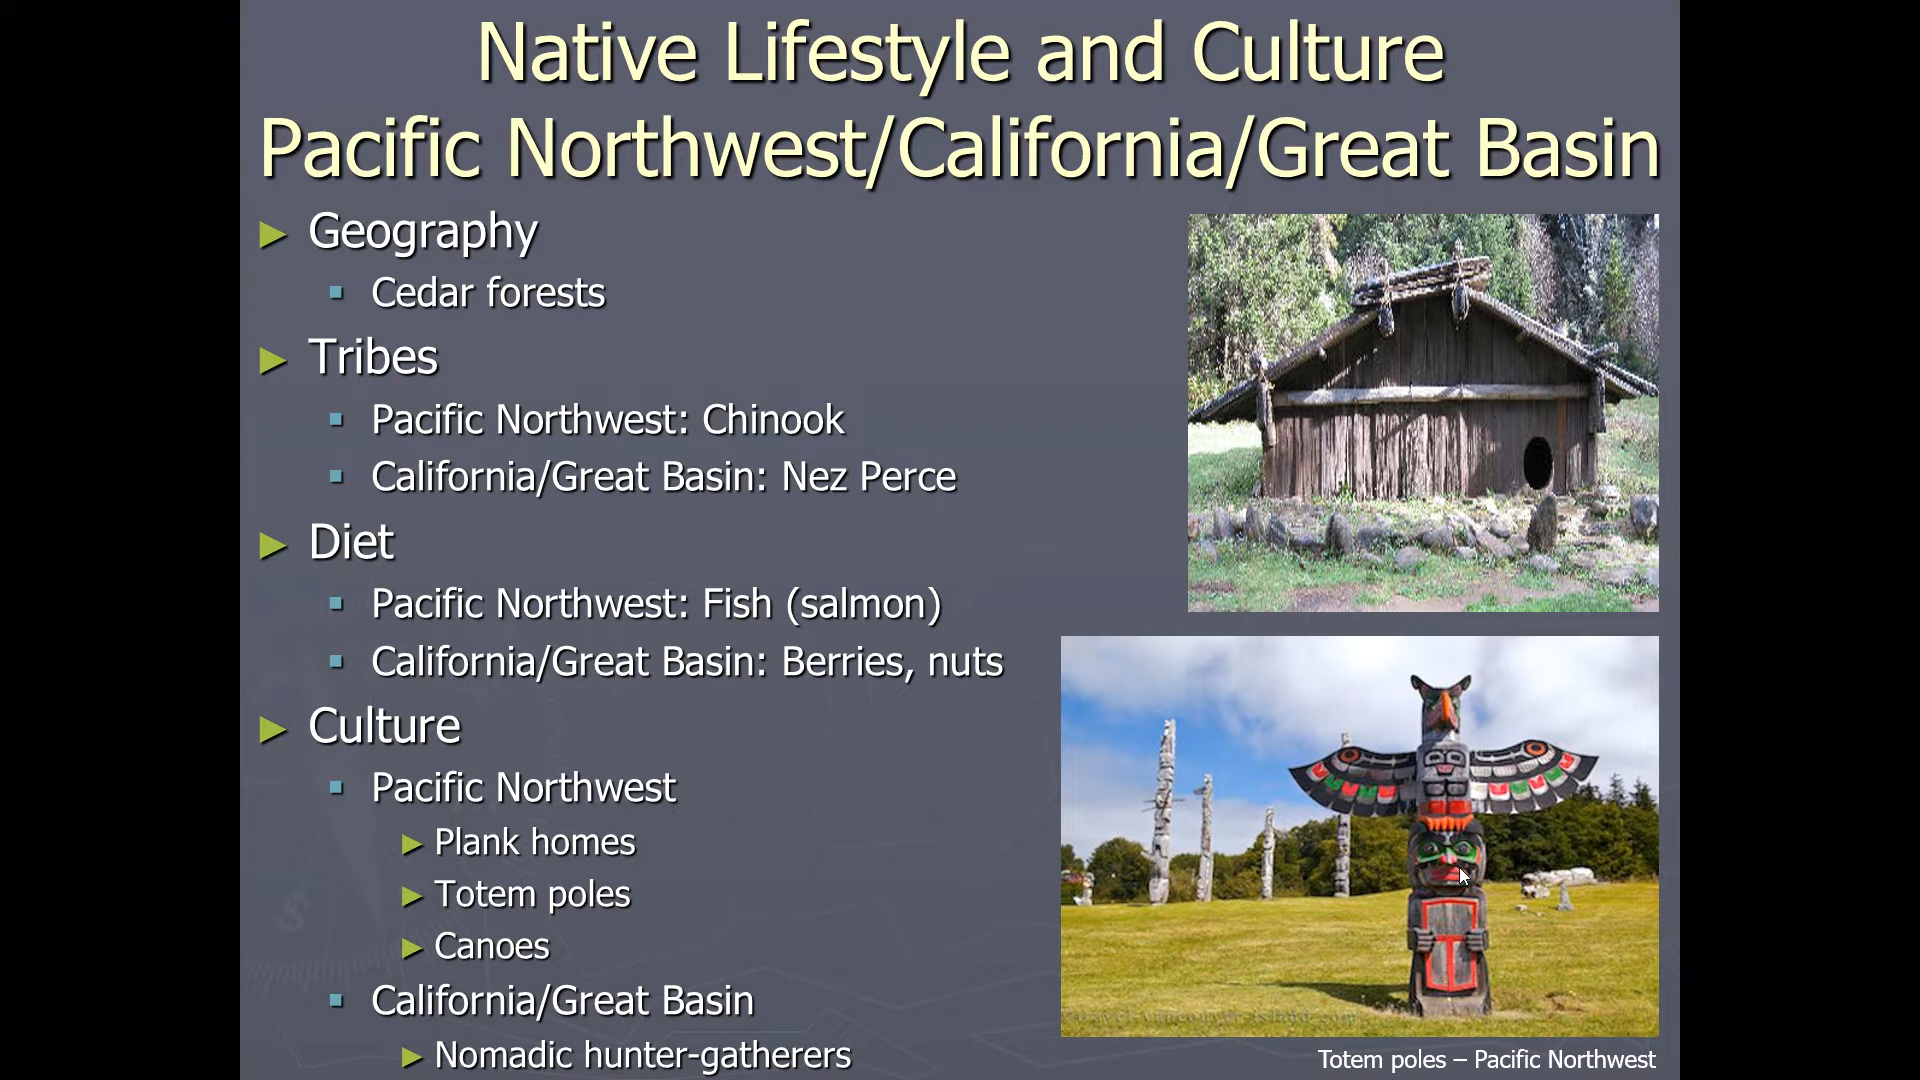 Native Lifestyle and Culture
Pacific Northwest/California/Great Basin
Geography
Cedar forests
Tribes
Pacific Northwest: Chinook
California/Great Basin: Nez Perce
Diet
Pacific Northwest: Fish (salmon)
California/Great Basin: Berries, nuts
Culture
Pacific Northwest
Plank homes
Totem poles
Canoes
California/Great Basin
Nomadic hunter-gatherers
Totem poles – Pacific Northwest